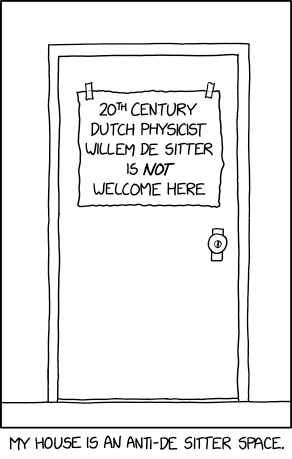 20TH CENTURY
DUTCH PHYSICIST
WILLEM DE SITTER
IS NOT
WELCOME HERE
MY HOUSE IS AN ANTI-DE SITTER SPACE.